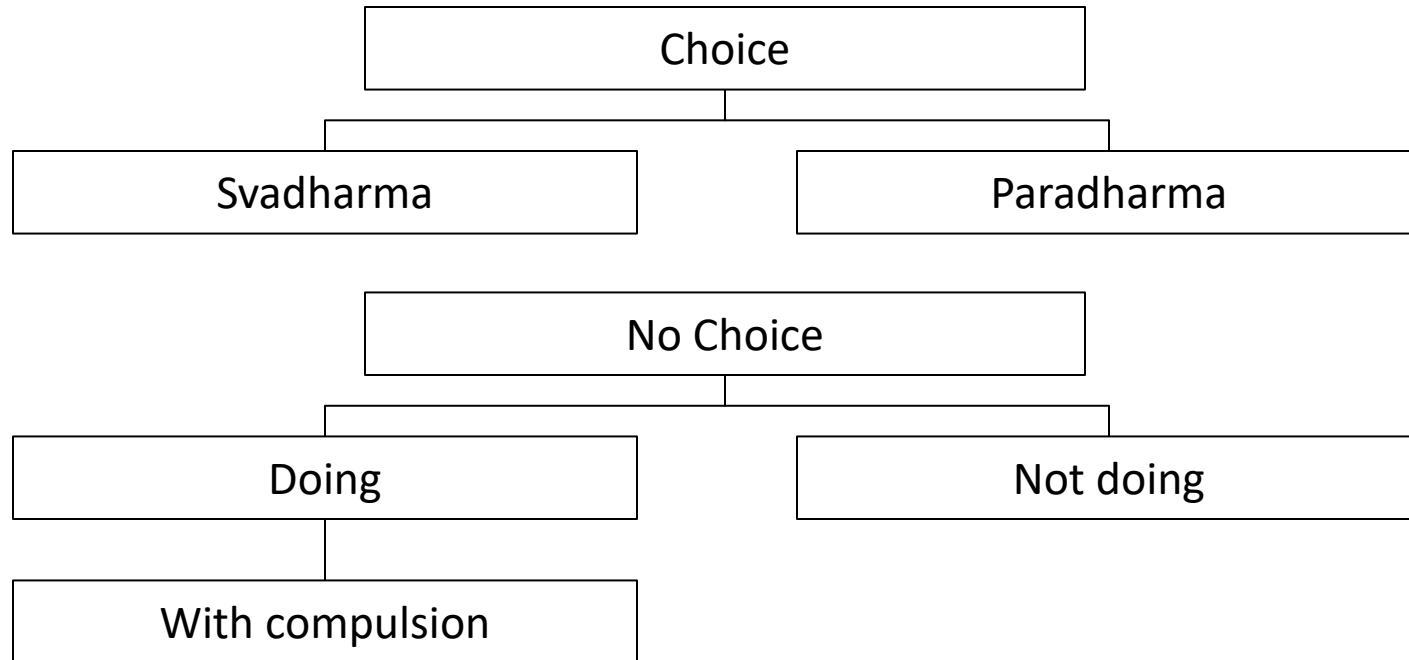 Choice
Svadharma
Paradharma
No Choice
Doing
Not doing
With compulsion